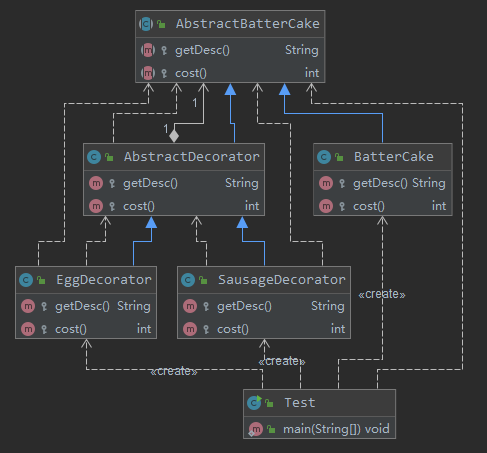 AbstractBatterCake
getDesc() String
cost() int
1
1
AbstractDecorator
getDesc() String
cost() int
BatterCake
getDesc() String
cost() int
EggDecorator
getDesc() String
cost() int
SausageDecorator
getDesc() String
cost() int
«create»
«create»
«create»
Test
main(String[]) void